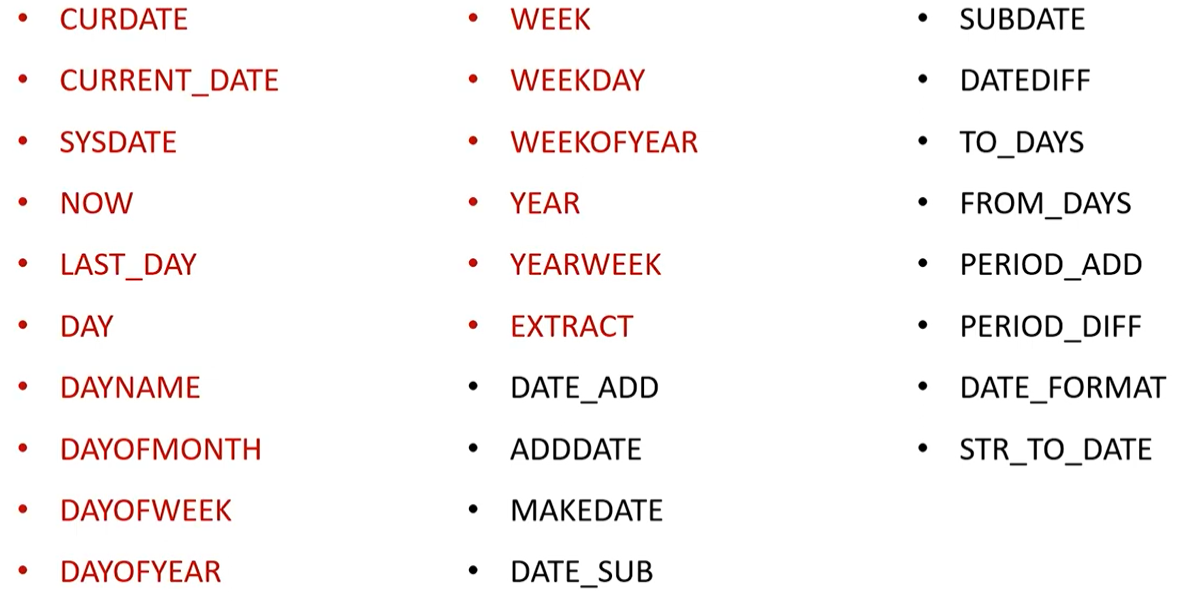 • CURDATE
• CURRENT_DATE
• SYSDATE
• NOW
• LAST_DAY
• DAY
• DAYNAME
• DAYOFMONTH
• DAYOFWEEK
• DAYOFYEAR
• WEEK
• WEEKDAY
• WEEKOFYEAR
• YEAR
• YEARWEEK
• EXTRACT
• DATE_ADD
• ADDDATE
• MAKEDATE
• DATE_SUB
• SUBDATE
• DATEDIFF
• TO_DAYS
• FROM_DAYS
• PERIOD_ADD
• PERIOD_DIFF
• DATE_FORMAT
• STR_TO_DATE